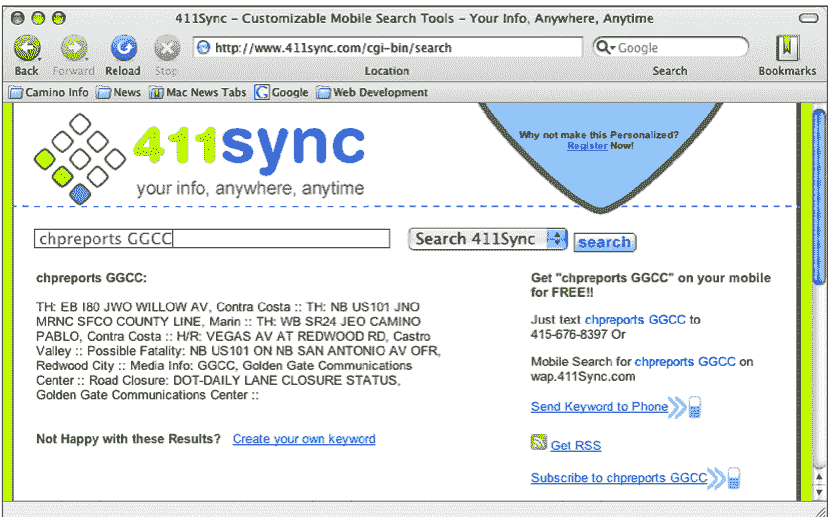 411Sync - Customizable Mobile Search Tools - Your Info, Anywhere, Anytime
http://www.411sync.com/cgi-bin/search
Google
Back
Forward
Reload
Stop
Location
Search
Bookmarks
Camino Info
News
Mac News Tabs
Google
Web Development
411sync
your info, anywhere, anytime
Why not make this Personalized?
Register Now!
chpreports GGCC
Search 411Sync
search
chpreports GGCC:
TH: EB I80 JWO WILLOW AV, Contra Costa :: TH: NB US101 JNO
MRNC SFCO COUNTY LINE, Marin :: TH: WB SR24 JEO CAMINO
PABLO, Contra Costa :: H/R: VEGAS AV AT REDWOOD RD, Castro
Valley :: Possible Fatality: NB US101 ON NB SAN ANTONIO AV OFR,
Redwood City :: Media Info: GGCC, Golden Gate Communications
Center :: Road Closure: DOT-DAILY LANE CLOSURE STATUS,
Golden Gate Communications Center ::
Not Happy with these Results? Create your own keyword
Get "chpreports GGCC" on your mobile
for FREE!!
Just text chpreports GGCC to
415-676-8397 Or
Mobile Search for chpreports GGCC on
wap.411Sync.com
Send Keyword to Phone
Get RSS
Subscribe to chpreports GGCC